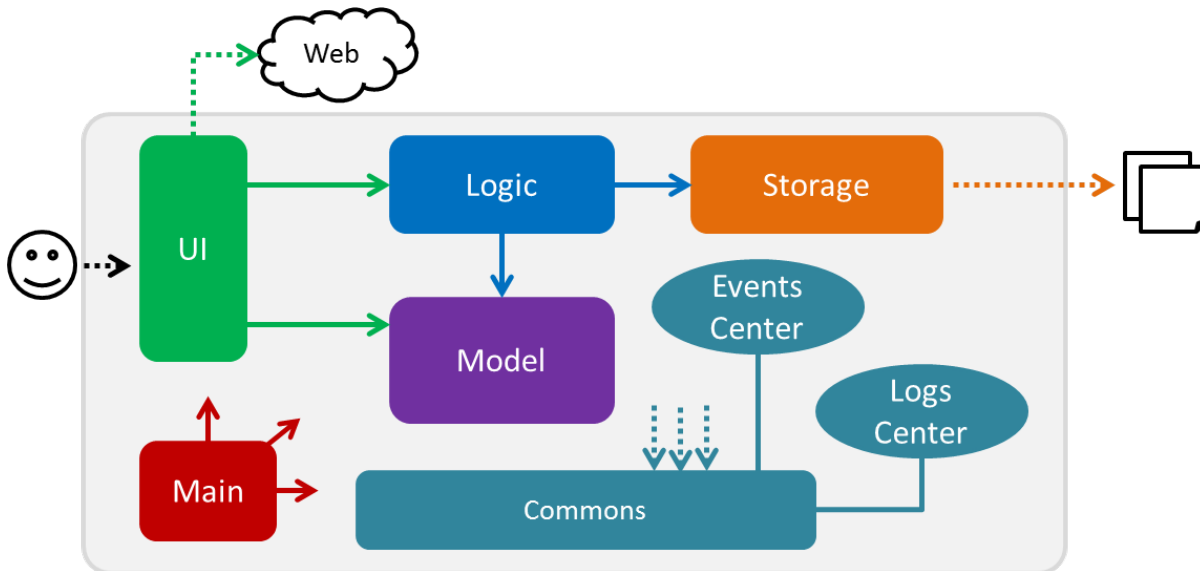 Web
UI
Logic
Storage
Model
Events
Center
Logs
Center
Main
Commons